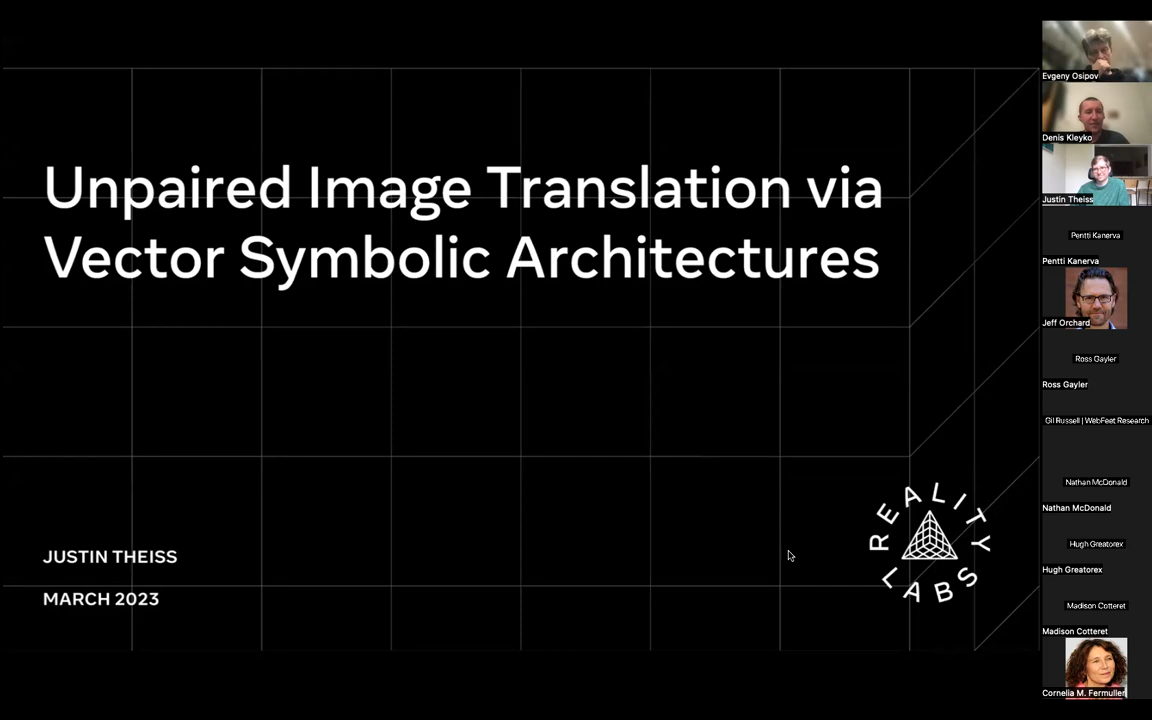 Unpaired Image Translation via
Vector Symbolic Architectures
JUSTIN THEISS
MARCH 2023
REALITY LABS
Evgeny Osipov
Denis Kleyko
Justin Theiss
Pentti Kanerva
Pentti Kanerva
Jeff Orchard
Ross Gayler
Ross Gayler
Gil Russell | WebFeet Research
Nathan McDonald
Nathan McDonald
Hugh Greatorex
Hugh Greatorex
Madison Cotteret
Madison Cotteret
Cornelia M. Fermuller